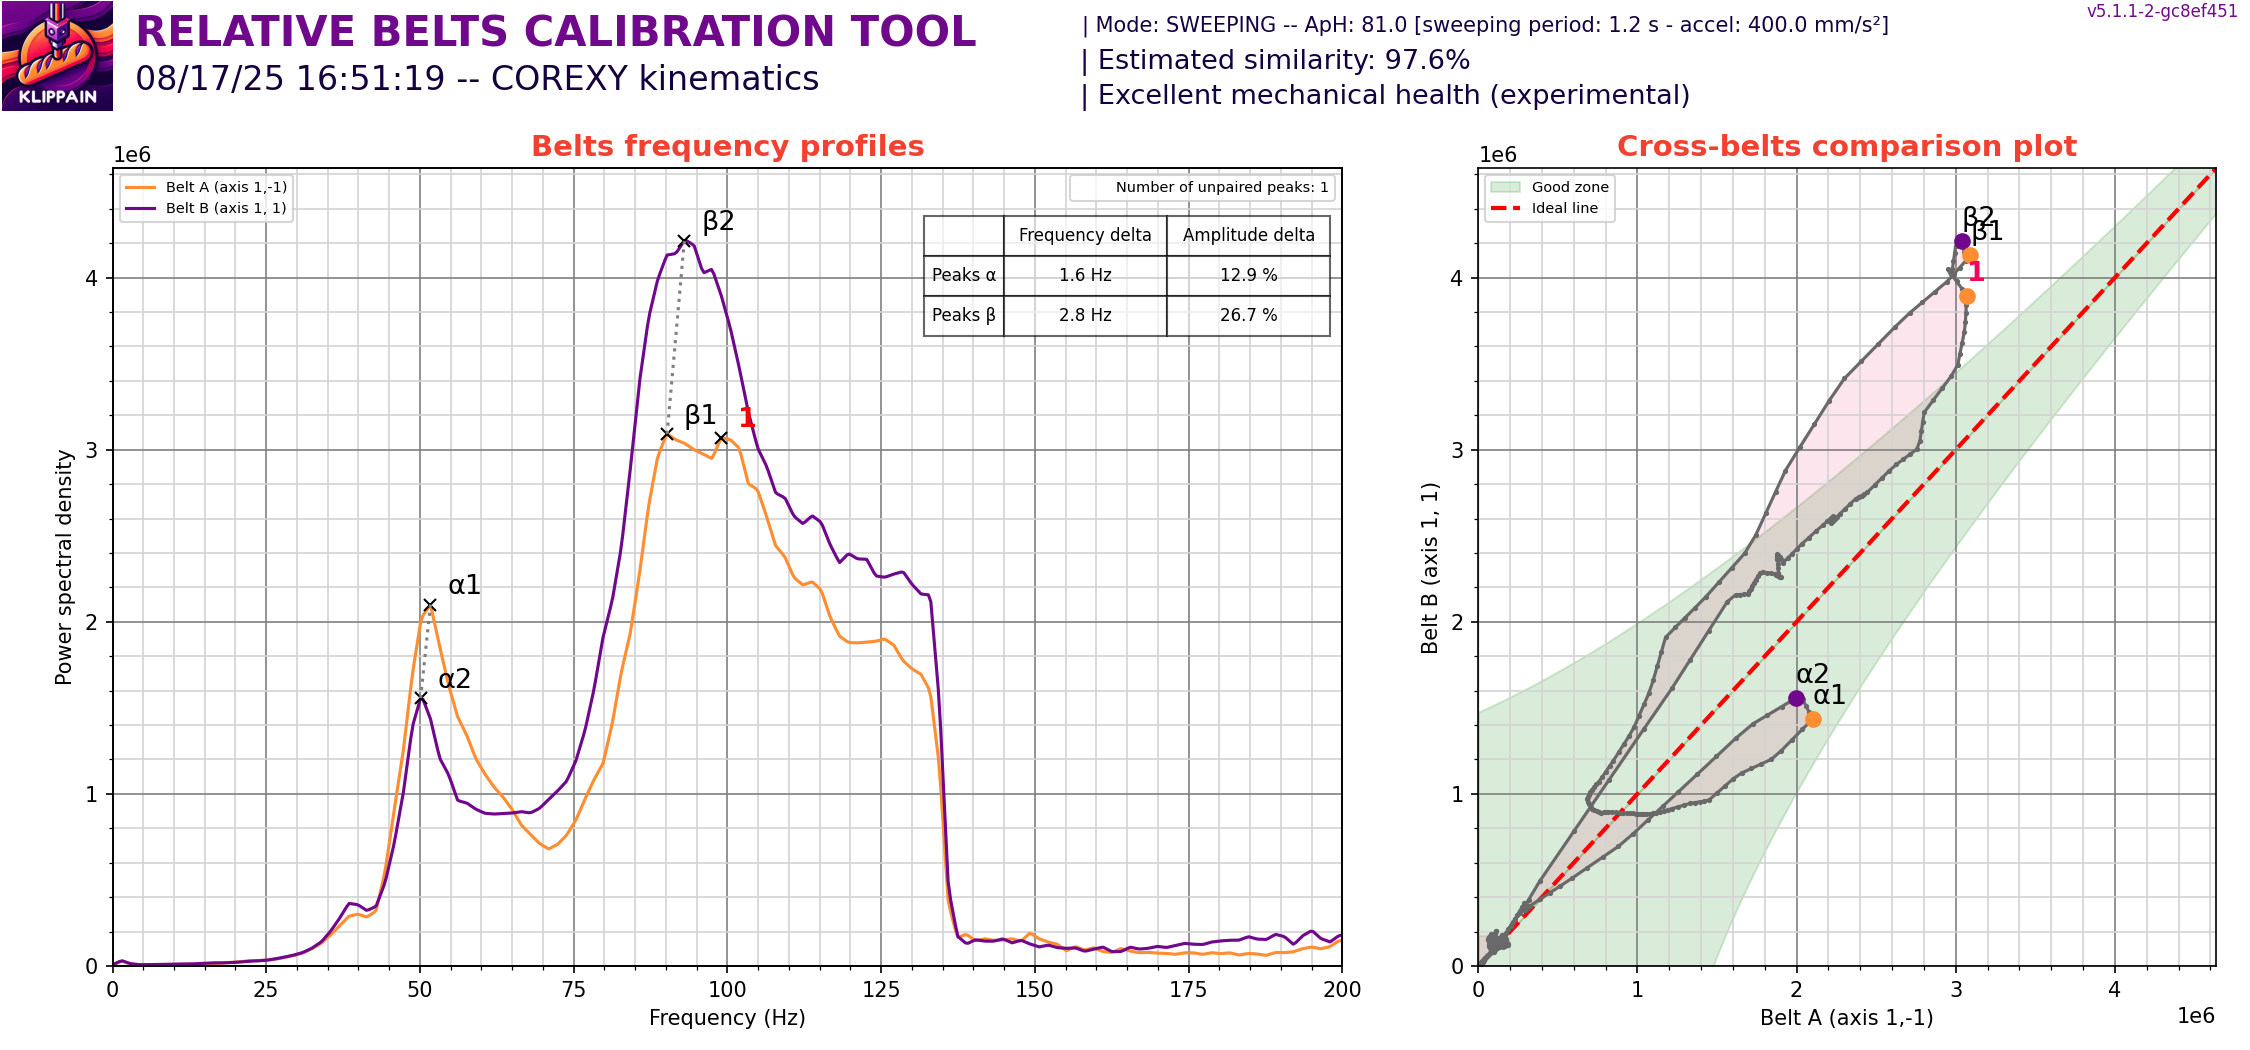 KLIPPAIN
RELATIVE BELTS CALIBRATION TOOL
08/17/25 16:51:19 -- COREXY kinematics
| Mode: SWEEPING -- ApH: 81.0 [sweeping period: 1.2 s - accel: 400.0 mm/s²]
| Estimated similarity: 97.6%
| Excellent mechanical health (experimental)
v5.1.1-2-gc8ef451
Belts frequency profiles
1e6
Belt A (axis 1,-1)
Belt B (axis 1, 1)
Number of unpaired peaks: 1
Frequency delta Amplitude delta
Peaks α 1.6 Hz 12.9 %
Peaks β 2.8 Hz 26.7 %
β2
β1
1
α1
α2
4
3
2
1
0
Power spectral density
0 25 50 75 100 125 150 175 200
Frequency (Hz)
Cross-belts comparison plot
1e6
Good zone
Ideal line
β2
β1
1
α2
α1
4
3
2
1
0
Belt B (axis 1, 1)
0 1 2 3 4
Belt A (axis 1,-1)
1e6